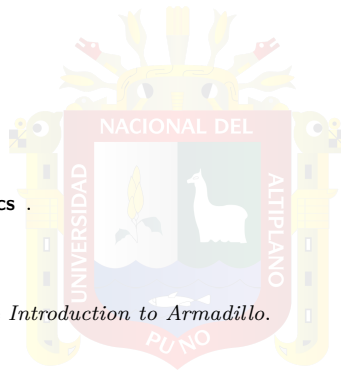 NACIONAL DEL
UNIVERSIDAD
ALTIPLANO
cs .
Introduction to Armadillo.
PUNO